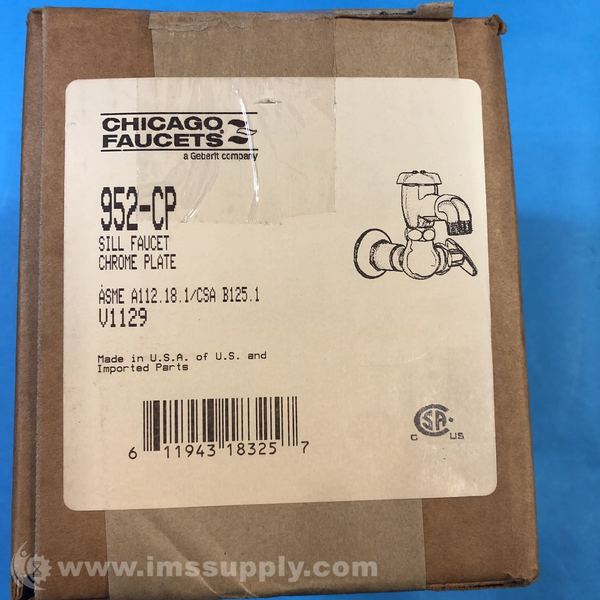 CHICAGO
FAUCETS
a Geberit company
952-CP
SILL FAUCET
CHROME PLATE
ASME A112.18.1/CSA B125.1
V1129
Made in U.S.A. of U.S. and
Imported Parts
6 11943 18325 7
CSA
C US
www.imssupply.com